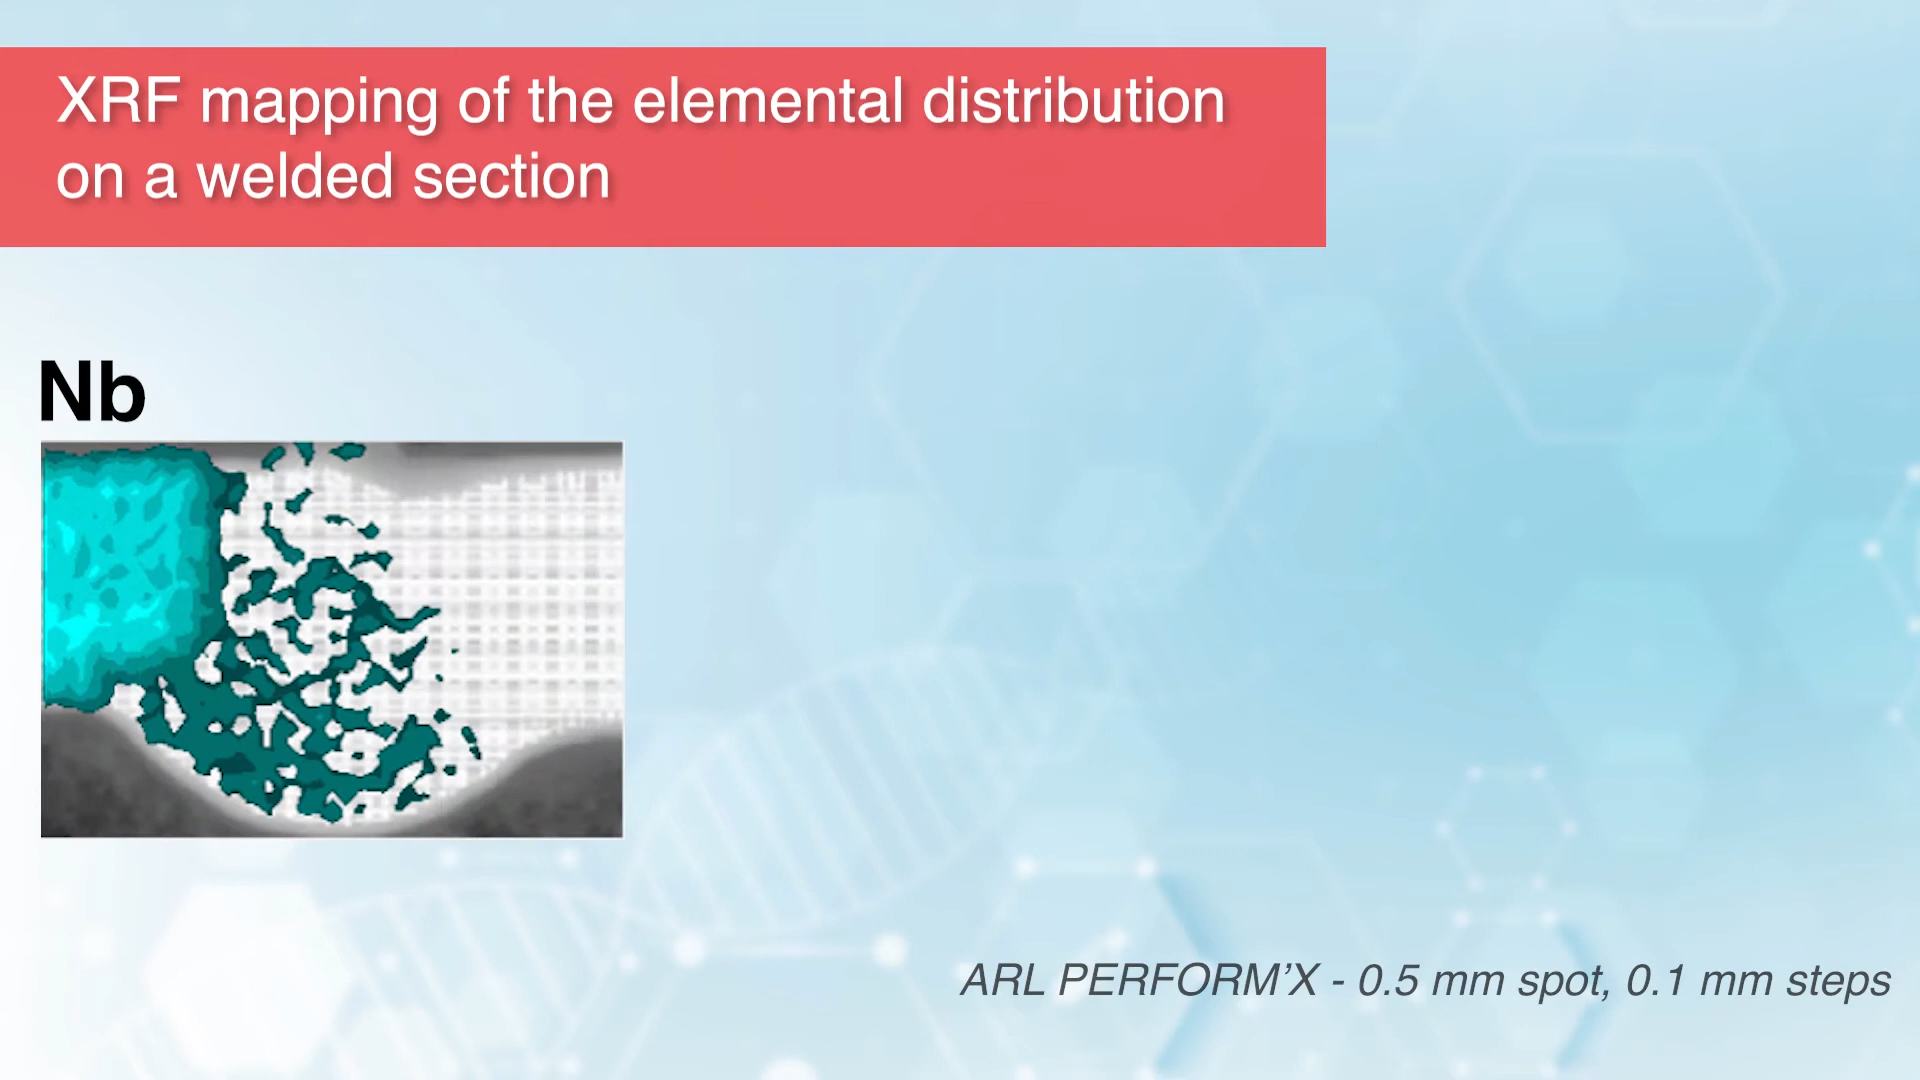 XRF mapping of the elemental distribution
on a welded section
Nb
ARL PERFORM’X - 0.5 mm spot, 0.1 mm steps